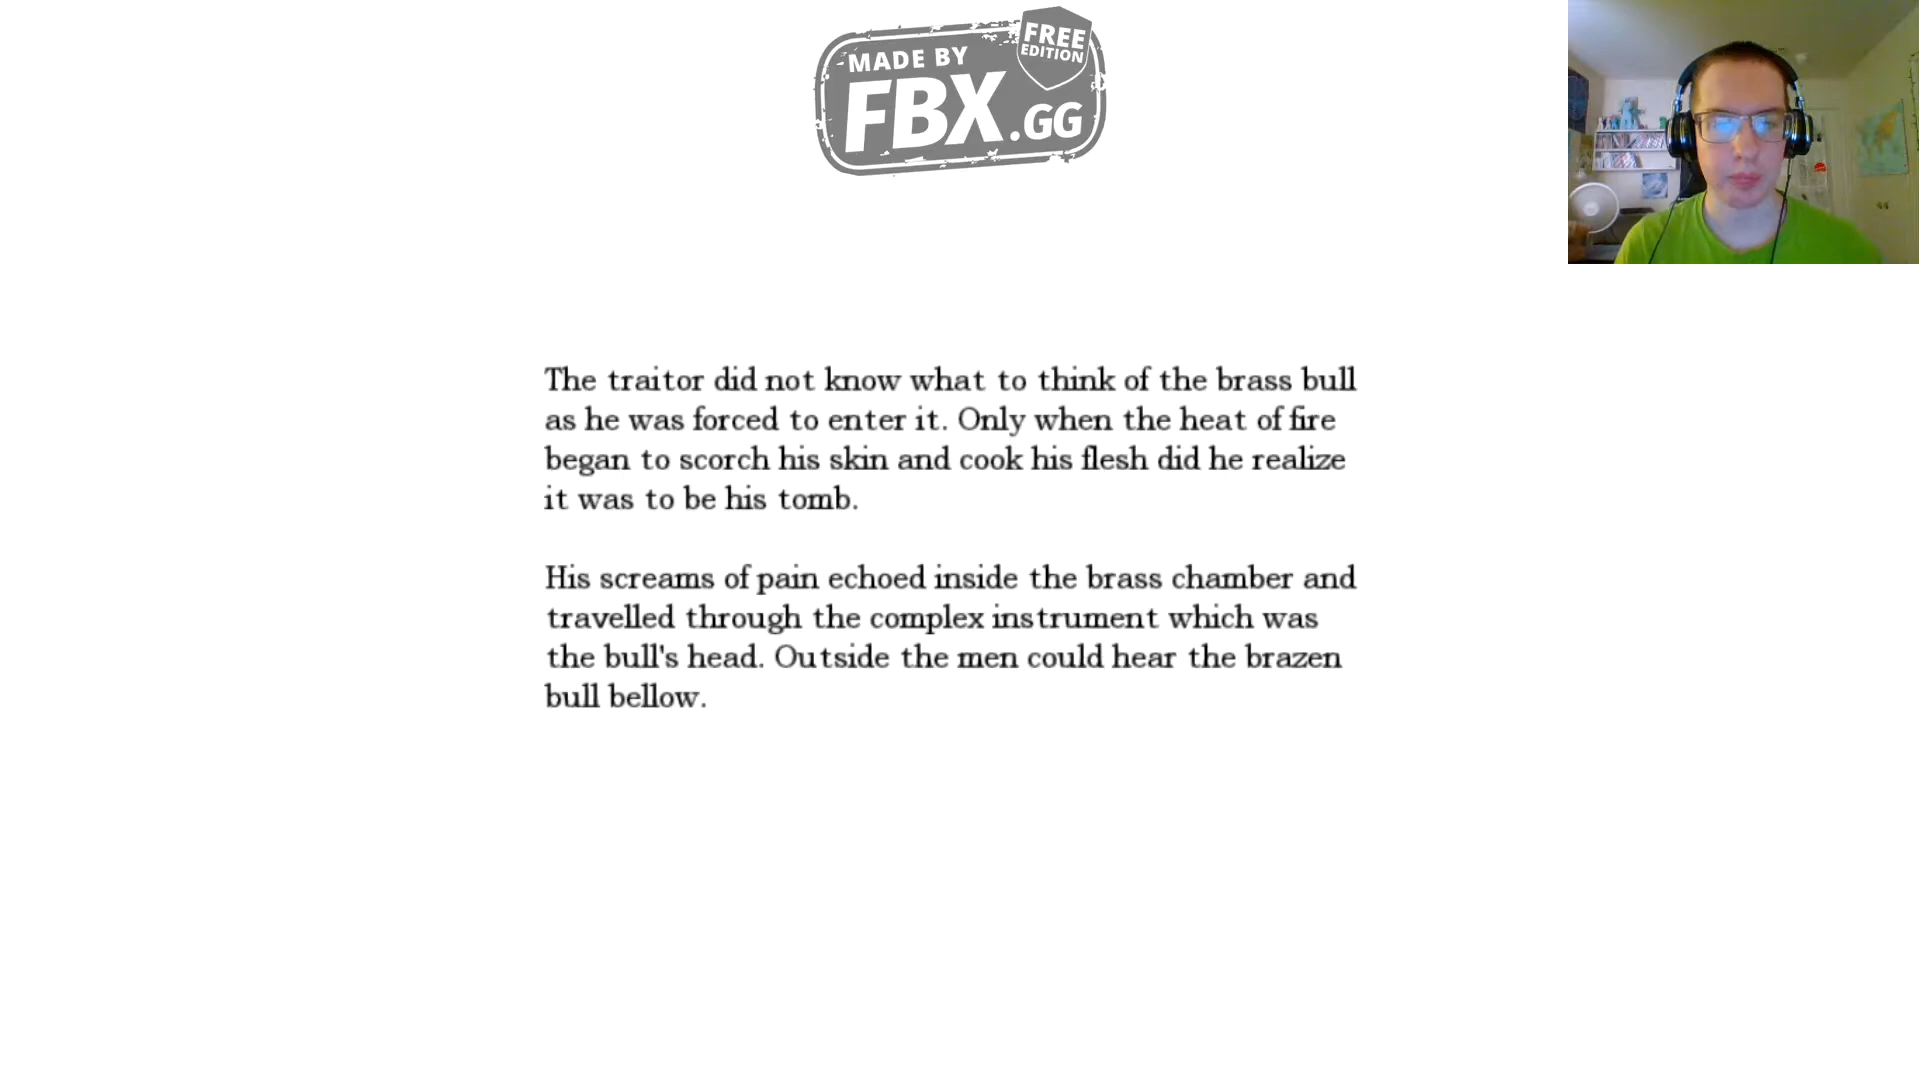 MADE BY
FREE
EDITION
FBX.GG
The traitor did not know what to think of the brass bull
as he was forced to enter it. Only when the heat of fire
began to scorch his skin and cook his flesh did he realize
it was to be his tomb.
His screams of pain echoed inside the brass chamber and
travelled through the complex instrument which was
the bull's head. Outside the men could hear the brazen
bull bellow.